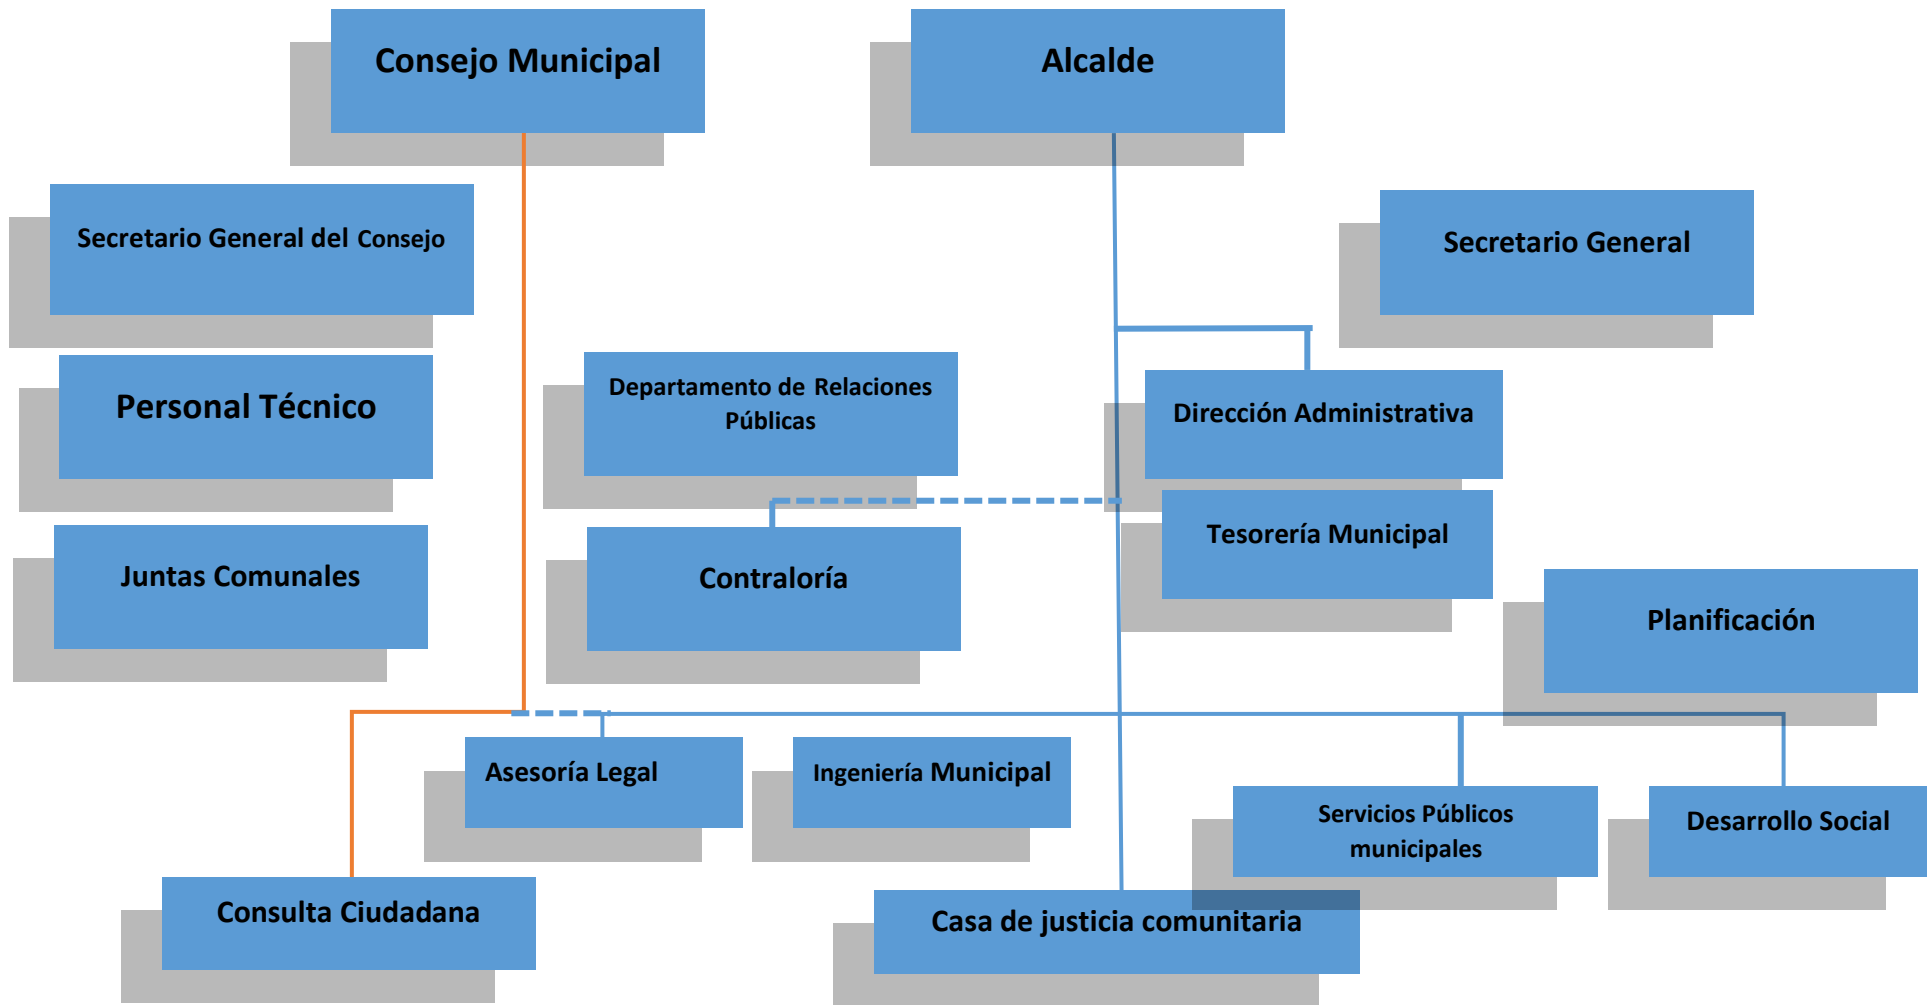 Consejo Municipal
Alcalde
Secretario General del Consejo
Secretario General
Personal Técnico
Departamento de Relaciones
Públicas
Dirección Administrativa
Tesorería Municipal
Juntas Comunales
Contraloría
Planificación
Asesoría Legal
Ingeniería Municipal
Servicios Públicos
municipales
Desarrollo Social
Consulta Ciudadana
Casa de justicia comunitaria